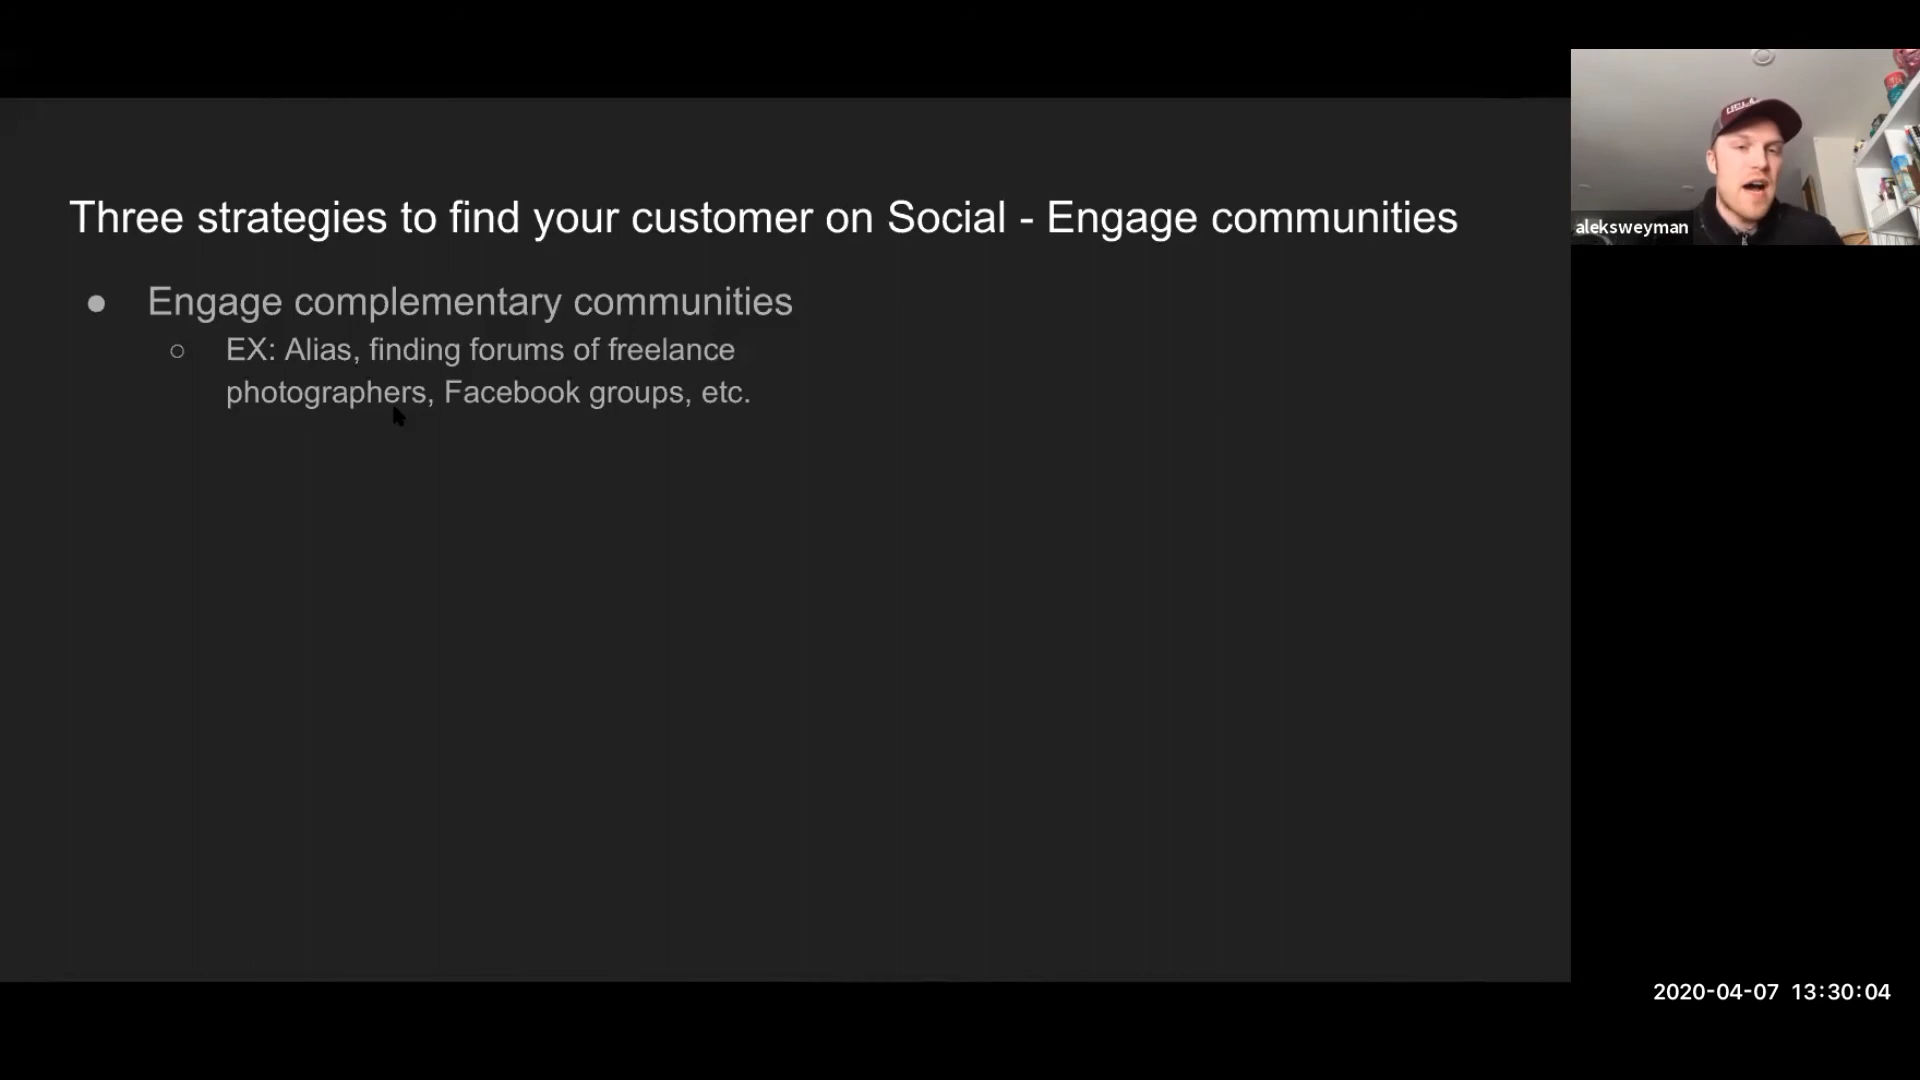 Three strategies to find your customer on Social - Engage communities
● Engage complementary communities
○ EX: Alias, finding forums of freelance
photographers, Facebook groups, etc.
aleksweyman
2020-04-07 13:30:04